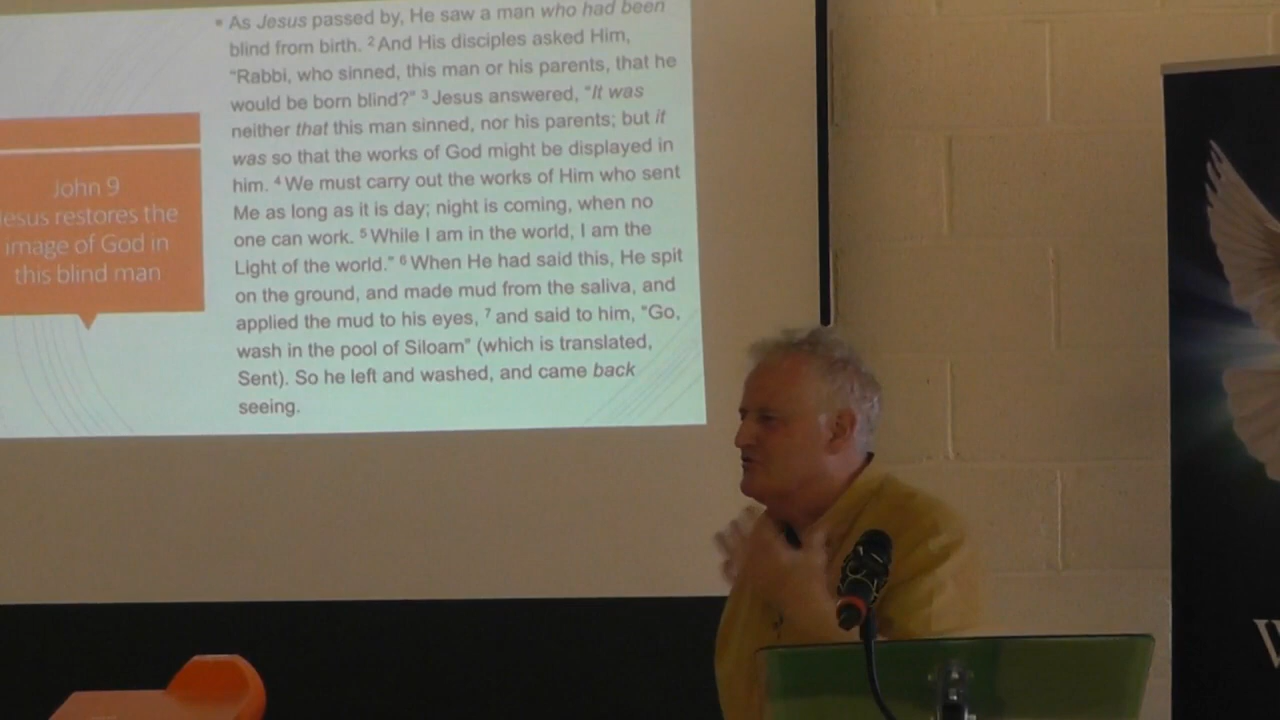 John 9
Jesus restores the
image of God in
this blind man
• As Jesus passed by, He saw a man who had been
blind from birth. ² And His disciples asked Him,
“Rabbi, who sinned, this man or his parents, that he
would be born blind?” ³ Jesus answered, “It was
neither that this man sinned, nor his parents; but it
was so that the works of God might be displayed in
him. ⁴ We must carry out the works of Him who sent
Me as long as it is day; night is coming, when no
one can work. ⁵ While I am in the world, I am the
Light of the world.” ⁶ When He had said this, He spit
on the ground, and made mud from the saliva, and
applied the mud to his eyes, ⁷ and said to him, “Go,
wash in the pool of Siloam” (which is translated,
Sent). So he left and washed, and came back
seeing.